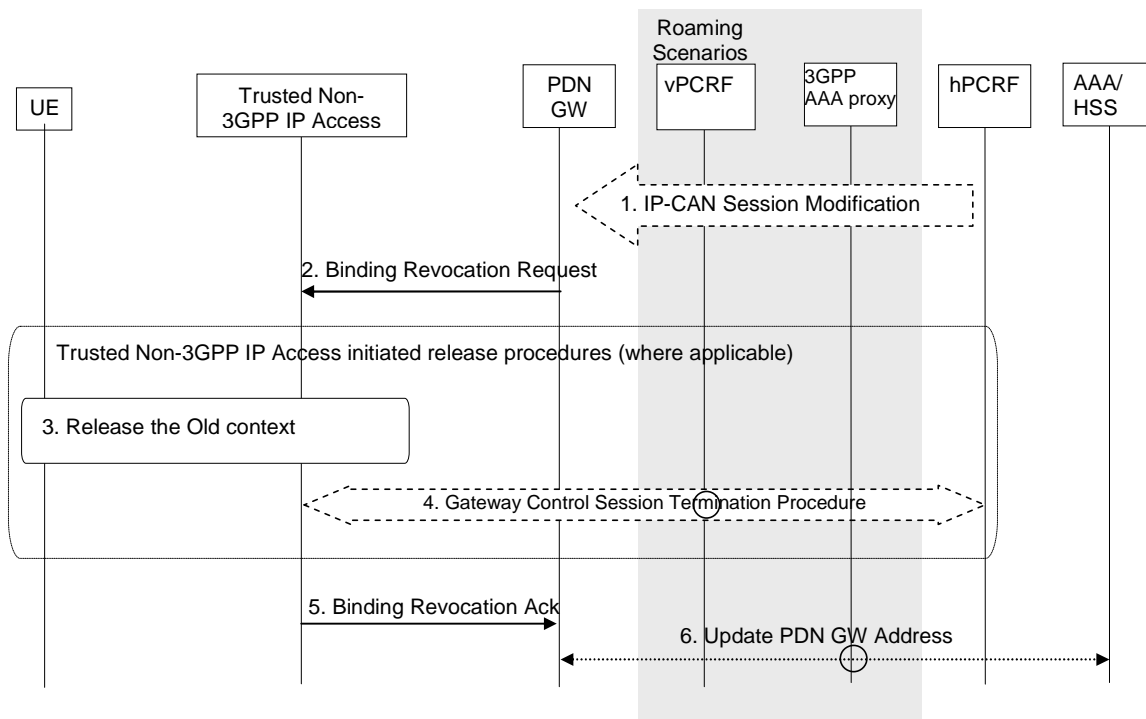 Roaming
Scenarios
UE
Trusted Non-
3GPP IP Access
PDN
GW
vPCRF
3GPP
AAA proxy
hPCRF
AAA/
HSS
1. IP-CAN Session Modification
2. Binding Revocation Request
Trusted Non-3GPP IP Access initiated release procedures (where applicable)
3. Release the Old context
4. Gateway Control Session Termination Procedure
5. Binding Revocation Ack
6. Update PDN GW Address